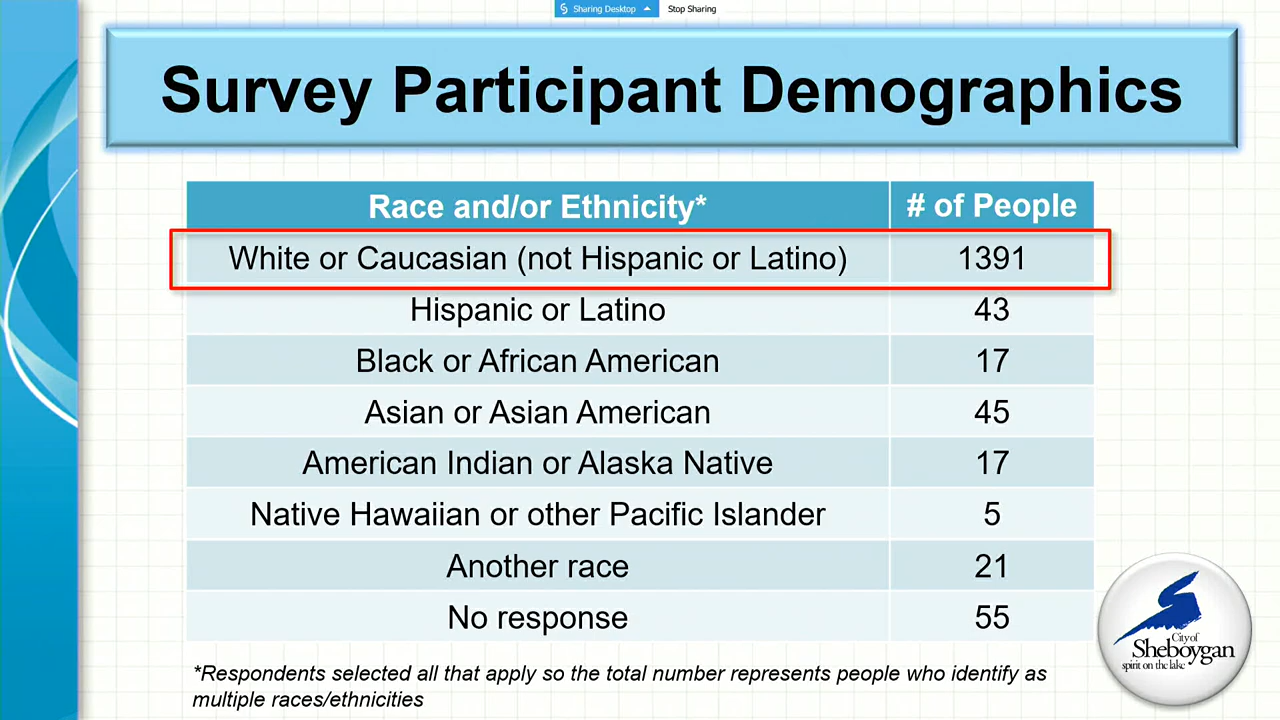 Sharing Desktop Stop Sharing
Survey Participant Demographics
Race and/or Ethnicity* # of People
White or Caucasian (not Hispanic or Latino) 1391
Hispanic or Latino 43
Black or African American 17
Asian or Asian American 45
American Indian or Alaska Native 17
Native Hawaiian or other Pacific Islander 5
Another race 21
No response 55
*Respondents selected all that apply so the total number represents people who identify as
multiple races/ethnicities
City of
Sheboygan
spirit on the lake